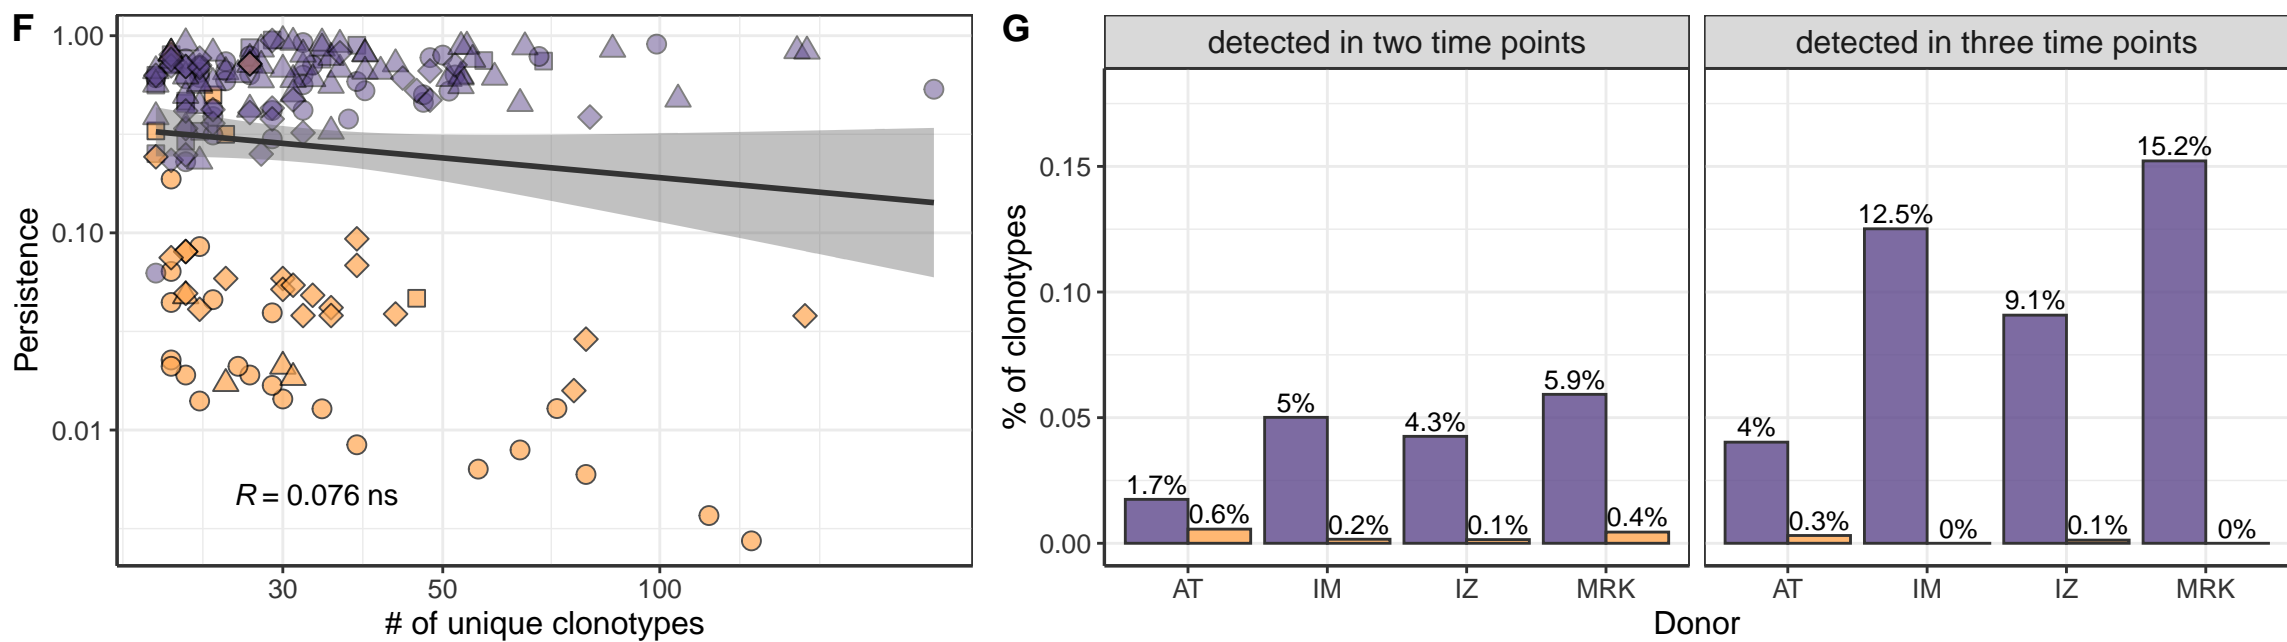 F
1.00
0.10
0.01
Persistence
R = 0.076 ns
30
50
100
# of unique clonotypes
G
detected in two time points
detected in three time points
% of clonotypes
0.15
0.10
0.05
0.00
1.7%
0.6%
5%
0.2%
4.3%
0.1%
5.9%
0.4%
4%
0.3%
12.5%
0%
9.1%
0.1%
15.2%
0%
AT
IM
IZ
MRK
AT
IM
IZ
MRK
Donor